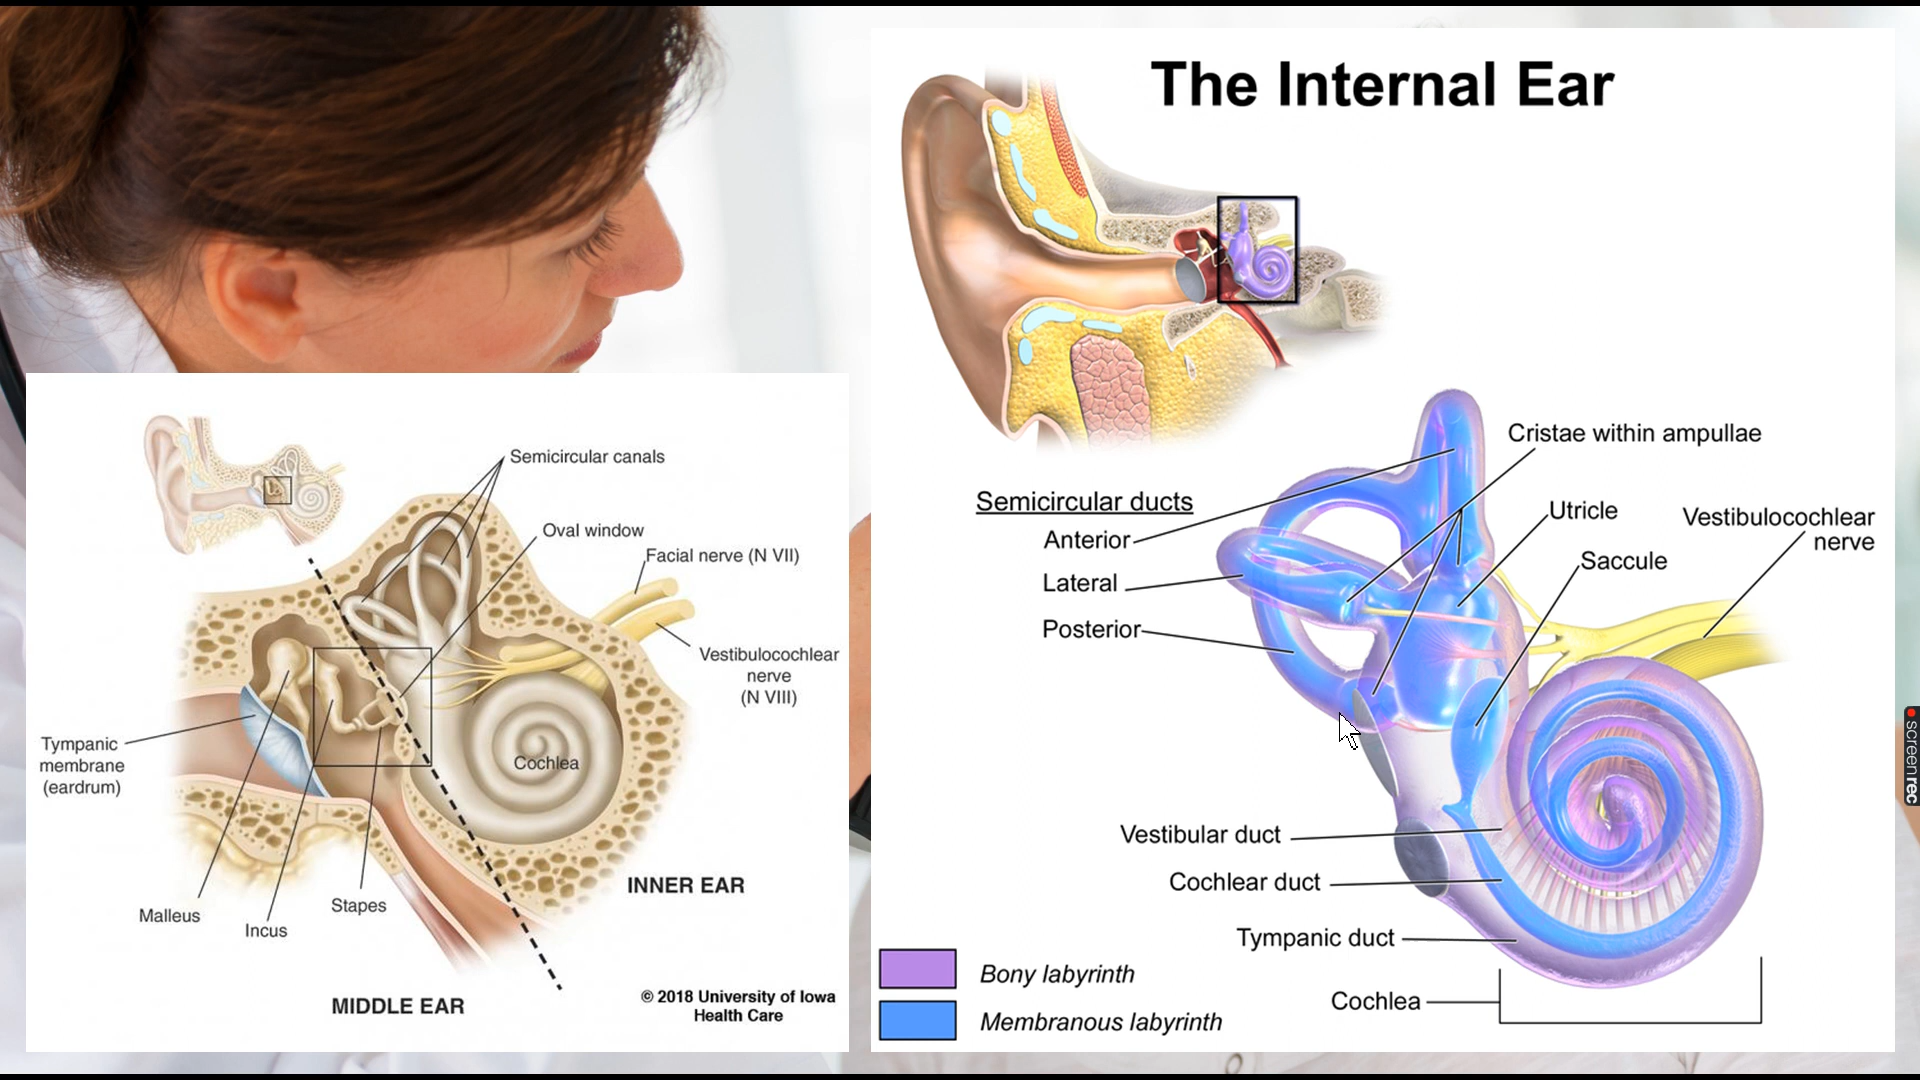 The Internal Ear
Cristae within ampullae
Semicircular ducts
Anterior
Lateral
Posterior
Utricle
Saccule
Vestibulocochlear
nerve
Vestibular duct
Cochlear duct
Tympanic duct
Cochlea
Bony labyrinth
Membranous labyrinth
Semicircular canals
Oval window
Facial nerve (N VII)
Vestibulocochlear
nerve
(N VIII)
Tympanic
membrane
(eardrum)
Cochlea
Malleus
Incus
Stapes
INNER EAR
MIDDLE EAR
© 2018 University of Iowa
Health Care
screenrec